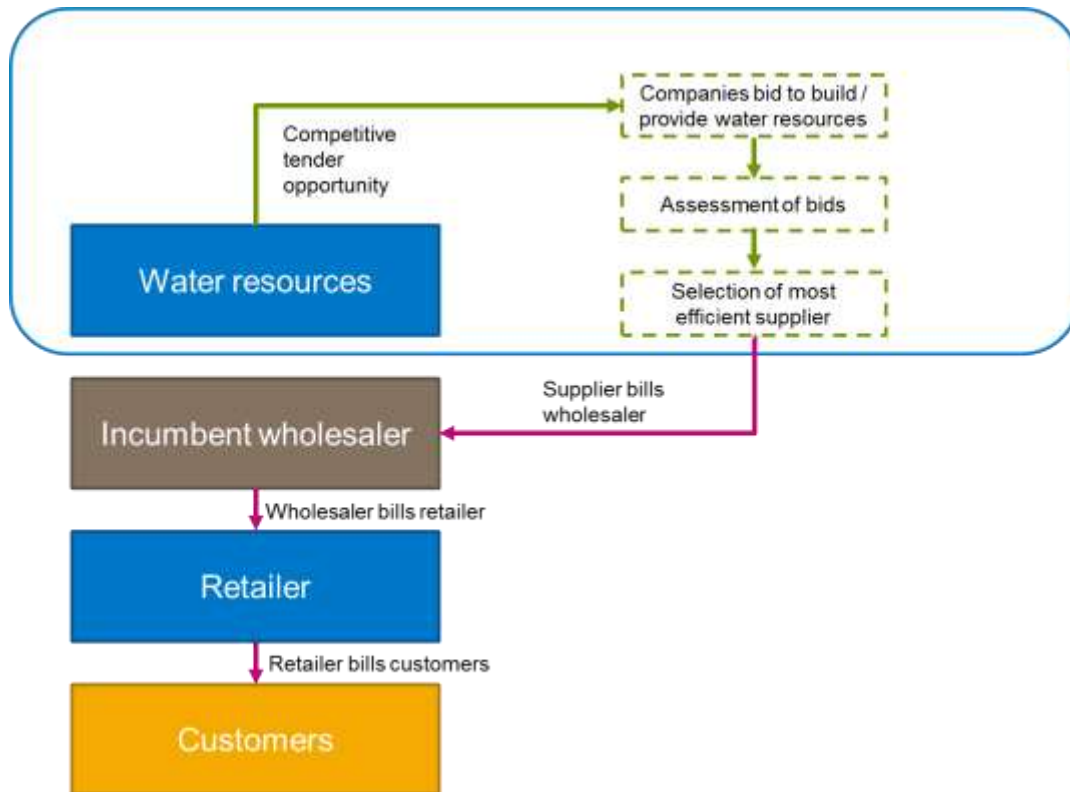 Companies bid to build /
provide water resources
Competitive
tender
opportunity
Assessment of bids
Water resources
Selection of most
efficient supplier
Supplier bills
wholesaler
Incumbent wholesaler
Wholesaler bills retailer
Retailer
Retailer bills customers
Customers